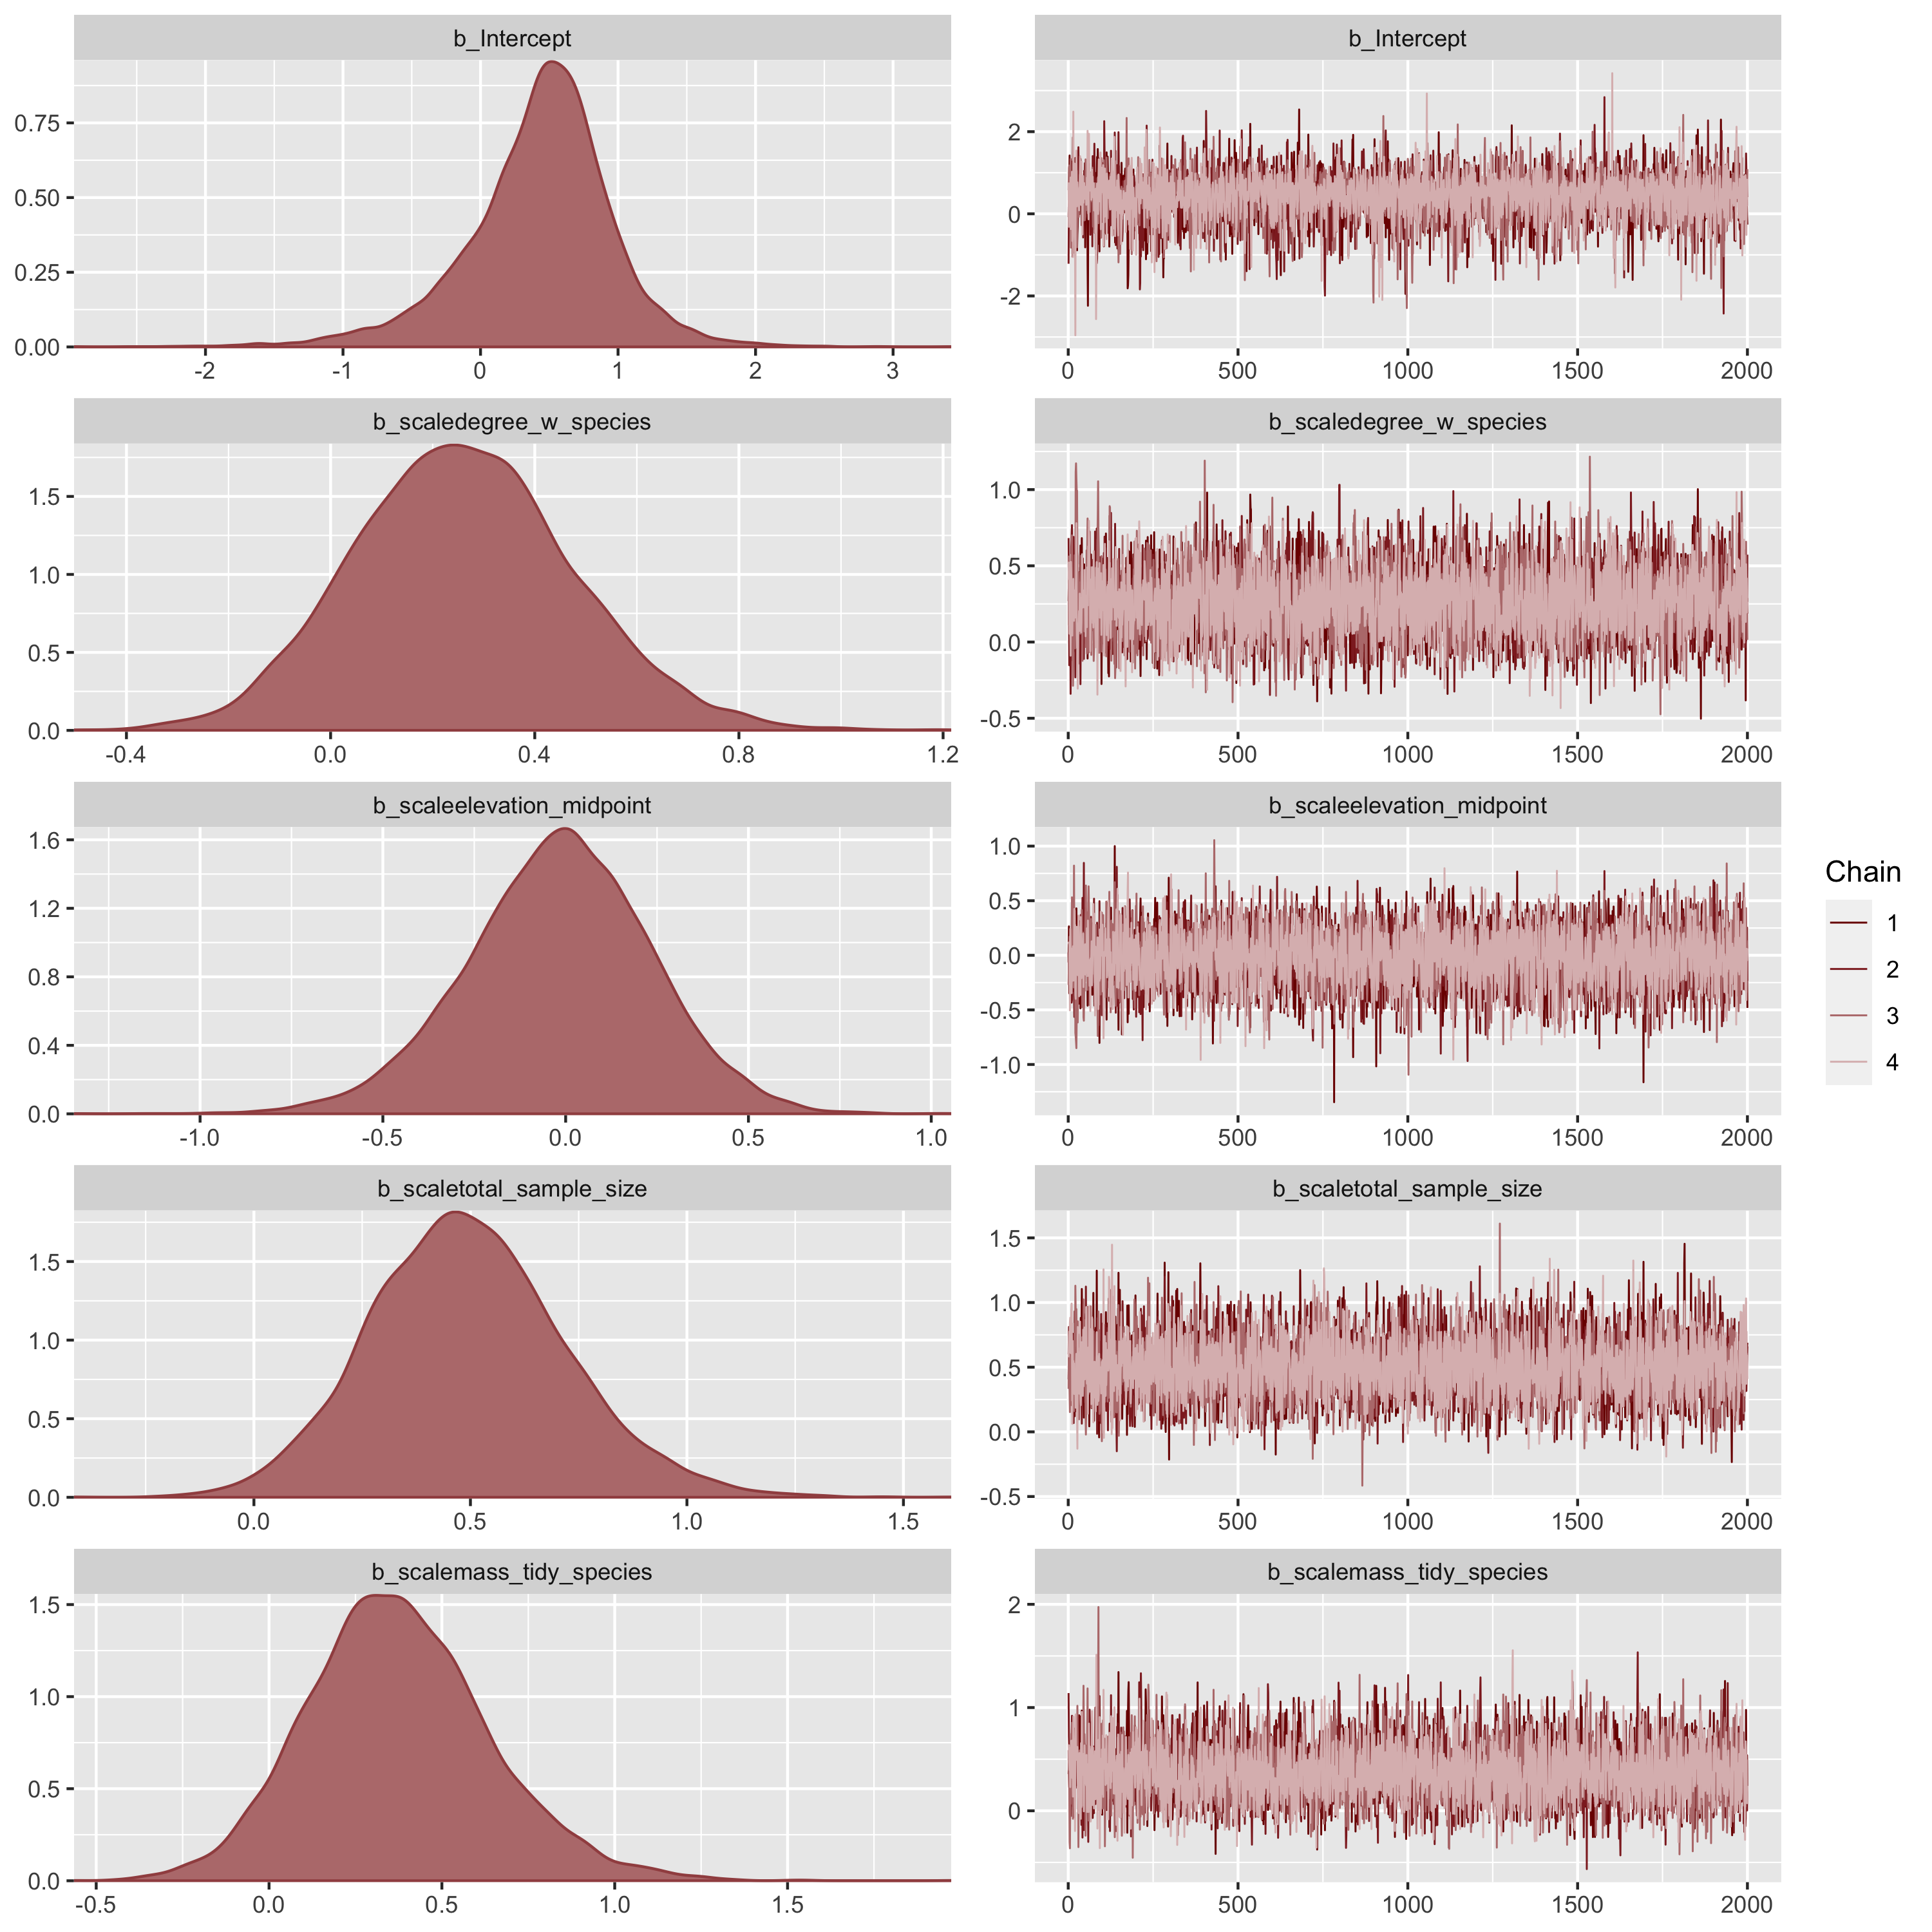 b_Intercept
b_Intercept
0.75
0.50
0.25
0.00
-2 -1 0 1 2 3
2
0
-2
0 500 1000 1500 2000
b_scaledegree_w_species
b_scaledegree_w_species
1.5
1.0
0.5
0.0
-0.4 0.0 0.4 0.8 1.2
1.0
0.5
0.0
-0.5
0 500 1000 1500 2000
b_scaleelevation_midpoint
b_scaleelevation_midpoint
1.6
1.2
0.8
0.4
0.0
-1.0 -0.5 0.0 0.5 1.0
1.0
0.5
0.0
-0.5
-1.0
0 500 1000 1500 2000
Chain
1
2
3
4
b_scaletotal_sample_size
b_scaletotal_sample_size
1.5
1.0
0.5
0.0
0.0 0.5 1.0 1.5
1.5
1.0
0.5
0.0
-0.5
0 500 1000 1500 2000
b_scalemass_tidy_species
b_scalemass_tidy_species
1.5
1.0
0.5
0.0
-0.5 0.0 0.5 1.0 1.5
2
1
0
0 500 1000 1500 2000